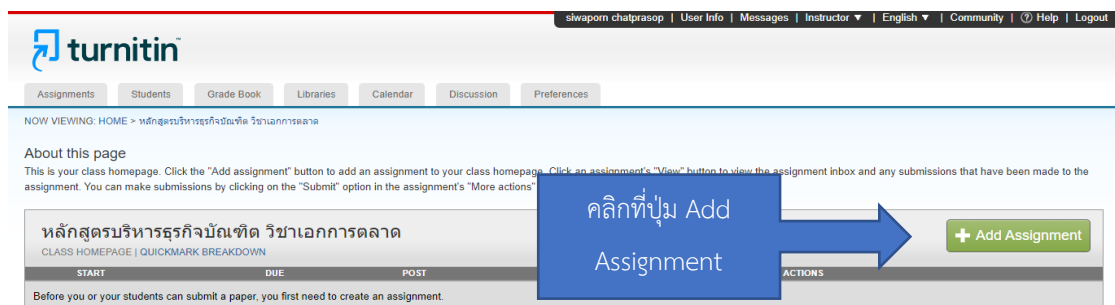 siwaporn chatprasop | User Info | Messages | Instructor ▼ | English ▼ | Community | ? Help | Logout
turnitin
Assignments Students Grade Book Libraries Calendar Discussion Preferences
NOW VIEWING: HOME > หลักสูตรบริหารธุรกิจบัณฑิต วิชาเอกการตลาด
About this page
This is your class homepage. Click the "Add assignment" button to add an assignment to your class homepage. Click an assignment's "View" button to view the assignment inbox and any submissions that have been made to the
assignment. You can make submissions by clicking on the "Submit" option in the assignment's "More actions"
คลิกที่ปุ่ม Add
Assignment
หลักสูตรบริหารธุรกิจบัณฑิต วิชาเอกการตลาด
+ Add Assignment
CLASS HOMEPAGE | QUICKMARK BREAKDOWN
START DUE POST ACTIONS
Before you or your students can submit a paper, you first need to create an assignment.